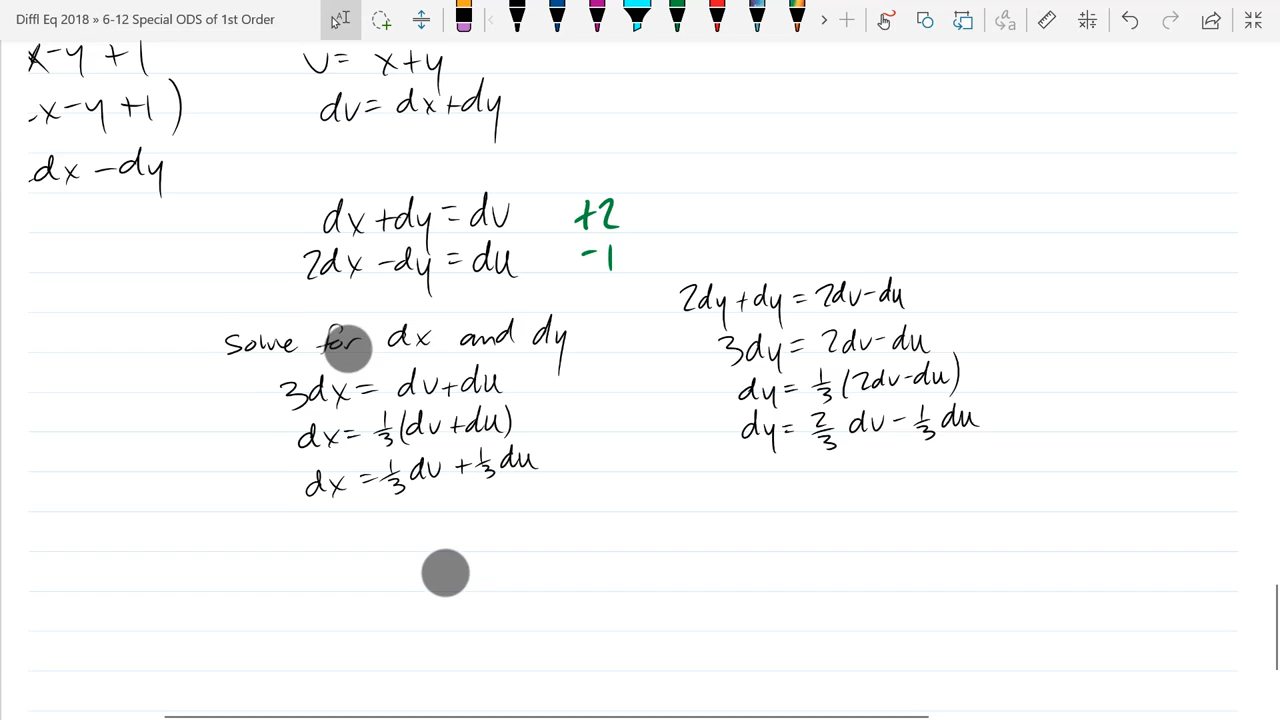 Diffl Eq 2018 » 6-12 Special ODS of 1st Order
x-y+1
v= x+y
-x-y+1)
dv= dx+dy
dx -dy
dx+dy = dv +2
2dx -dy = du -1
2dy+dy = 2dv-du
Solve for dx and dy
3dy = 2dv-du
3dx = dv+du
dy = 1/3 (2dv-du)
dx = 1/3 (dv+du)
dy = 2/3 dv - 1/3 du
dx = 1/3 dv + 1/3 du